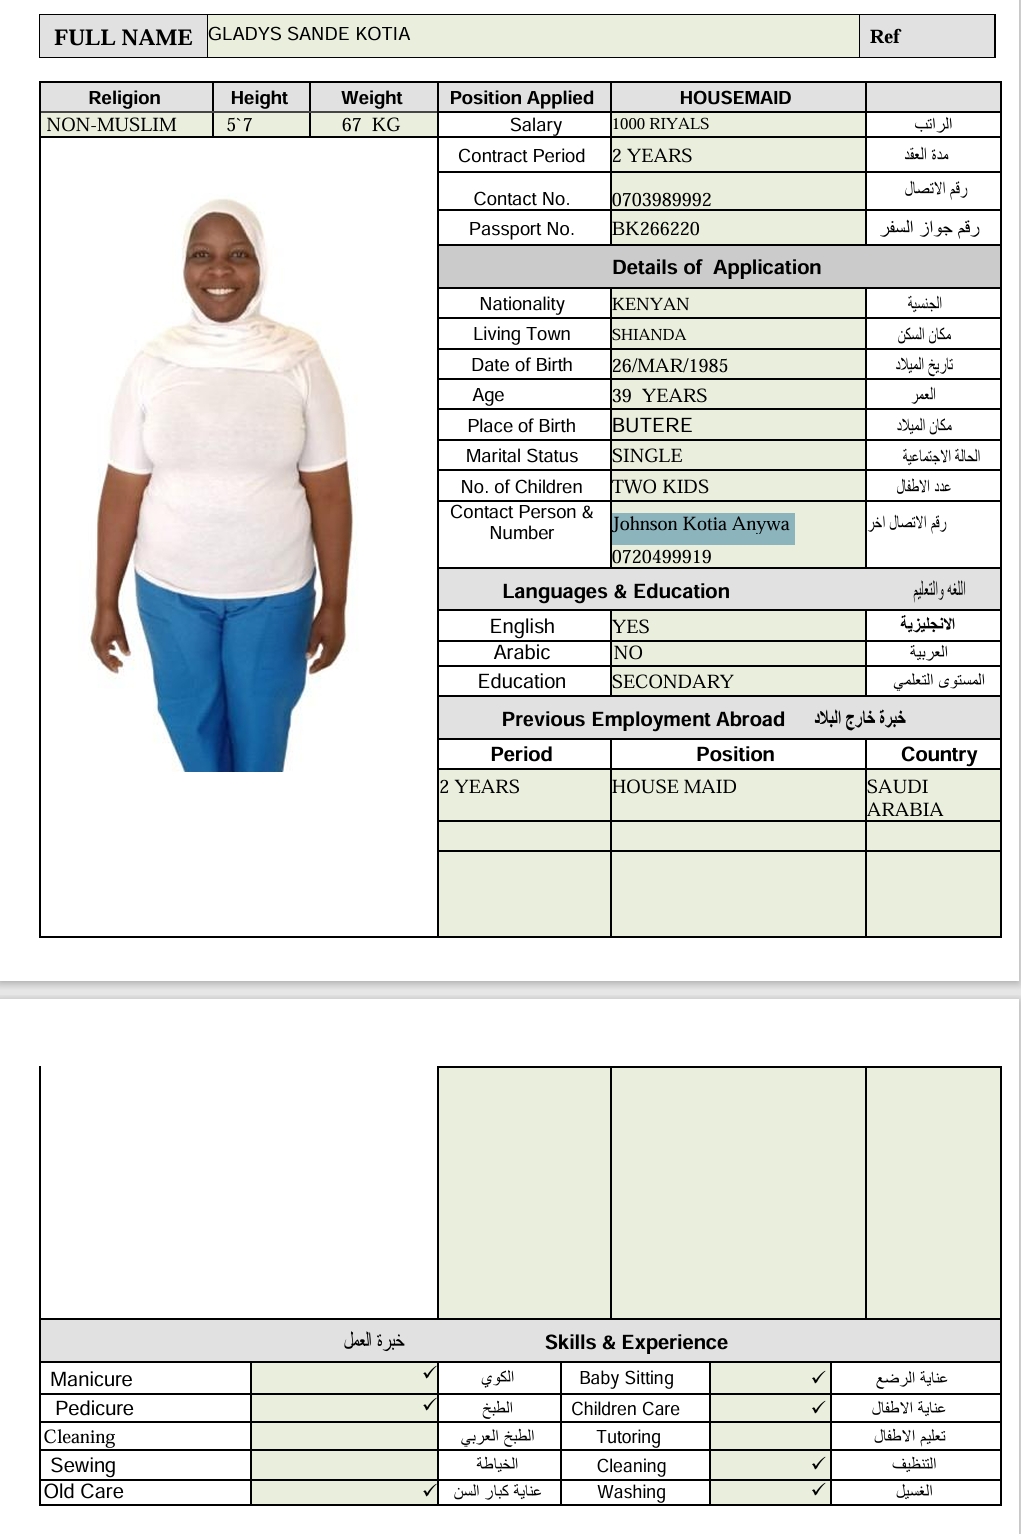 FULL NAME GLADYS SANDE KOTIA Ref
Religion Height Weight Position Applied HOUSEMAID
NON-MUSLIM 5`7 67 KG Salary 1000 RIYALS الراتب
Contract Period 2 YEARS مدة العقد
Contact No. 0703989992 رقم الاتصال
Passport No. BK266220 رقم جواز السفر
Details of Application
Nationality KENYAN الجنسية
Living Town SHIANDA مكان السكن
Date of Birth 26/MAR/1985 تاريخ الميلاد
Age 39 YEARS العمر
Place of Birth BUTERE مكان الميلاد
Marital Status SINGLE الحالة الاجتماعية
No. of Children TWO KIDS عدد الاطفال
Contact Person & Number Johnson Kotia Anywa رقم الاتصال اخر
0720499919
Languages & Education اللغه والتعليم
English YES الانجليزية
Arabic NO العربية
Education SECONDARY المستوى التعلمي
Previous Employment Abroad خبرة خارج البلاد
Period Position Country
2 YEARS HOUSE MAID SAUDI ARABIA
خبرة العمل Skills & Experience
Manicure ✓ الكوي Baby Sitting ✓ عناية الرضع
Pedicure ✓ الطبخ Children Care ✓ عناية الاطفال
Cleaning الطبخ العربي Tutoring تعليم الاطفال
Sewing الخياطة Cleaning ✓ التنظيف
Old Care ✓ عناية كبار السن Washing ✓ الغسيل